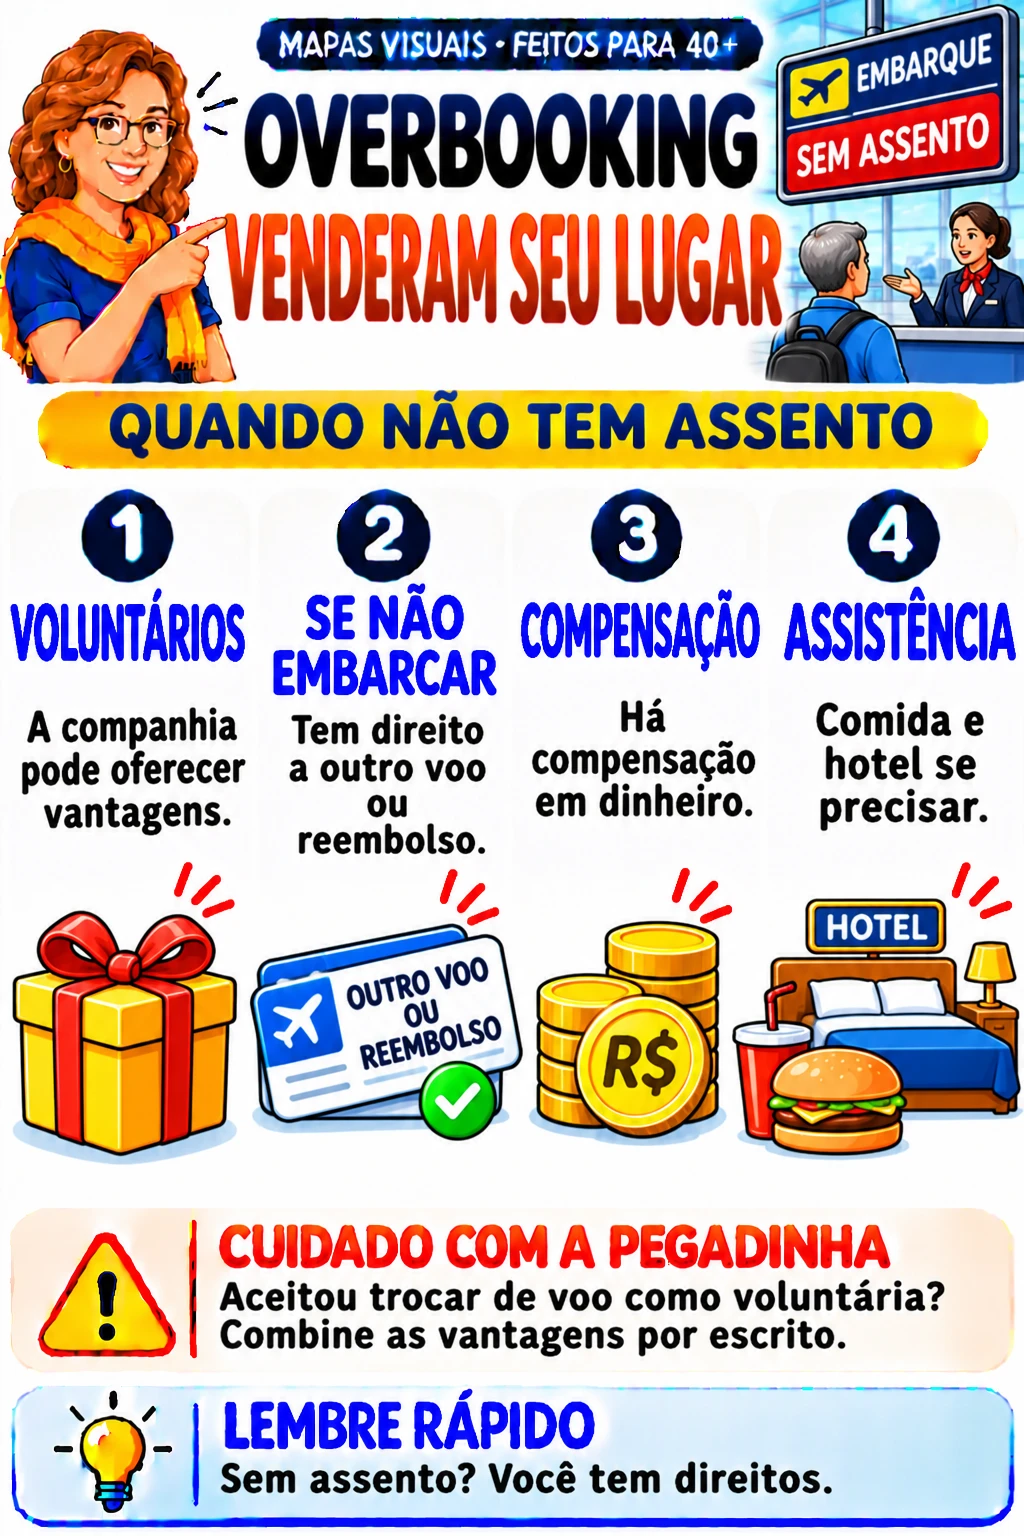 MAPAS VISUAIS • FEITOS PARA 40+
OVERBOOKING
VENDERAM SEU LUGAR
EMBARQUE
SEM ASSENTO
QUANDO NÃO TEM ASSENTO
1
VOLUNTÁRIOS
A companhia
pode oferecer
vantagens.
2
SE NÃO
EMBARCAR
Tem direito
a outro voo
ou
reembolso.
3
COMPENSAÇÃO
Há
compensação
em dinheiro.
4
ASSISTÊNCIA
Comida e
hotel se
precisar.
OUTRO VOO
OU
REEMBOLSO
R$
HOTEL
CUIDADO COM A PEGADINHA
Aceitou trocar de voo como voluntária?
Combine as vantagens por escrito.
LEMBRE RÁPIDO
Sem assento? Você tem direitos.